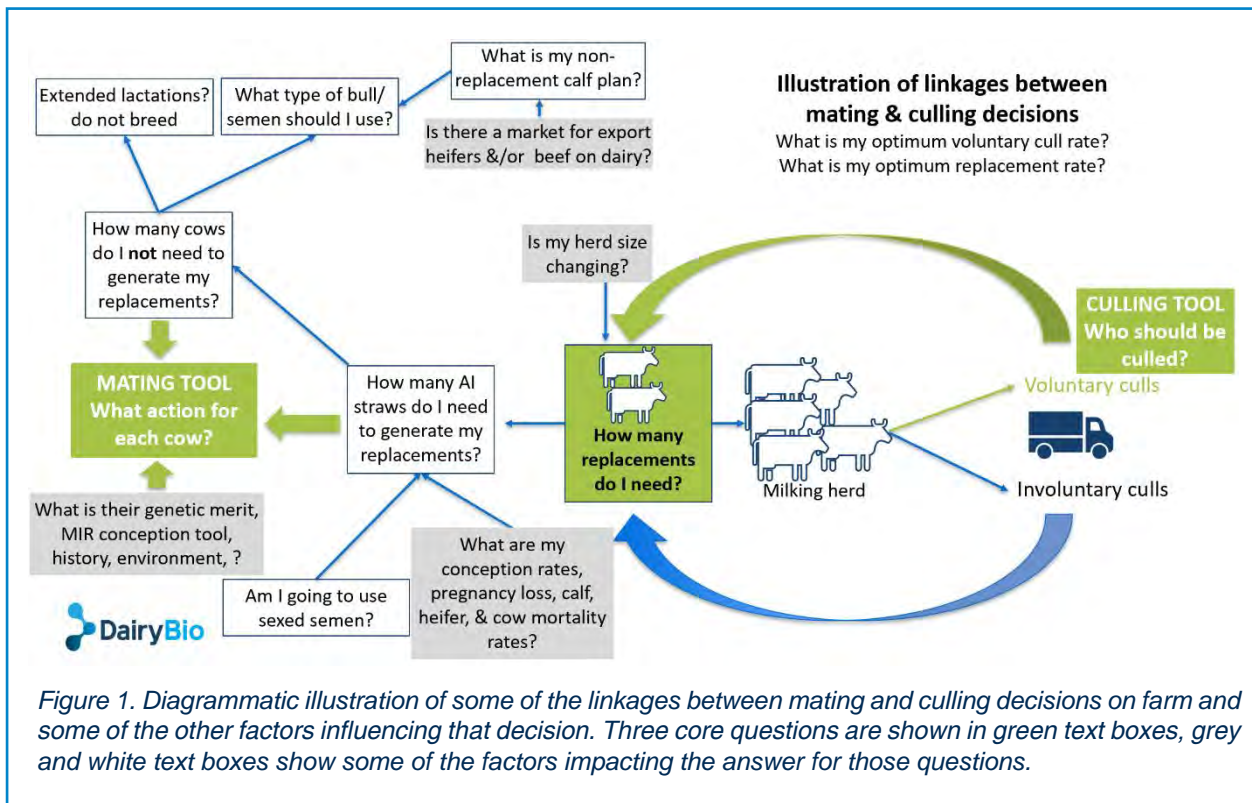 What is my non-
replacement calf plan?
Extended lactations?
do not breed
What type of bull/
semen should I use?
Is there a market for export
heifers &/or beef on dairy?
Illustration of linkages between
mating & culling decisions
What is my optimum voluntary cull rate?
What is my optimum replacement rate?
How many cows
do I not need to
generate my
replacements?
Is my herd size
changing?
CULLING TOOL
Who should be
culled?
MATING TOOL
What action for
each cow?
How many AI
straws do I need
to generate my
replacements?
How many
replacements
do I need?
Milking herd
Voluntary culls
Involuntary culls
What is their genetic merit,
MIR conception tool,
history, environment, ?
Am I going to use
sexed semen?
What are my
conception rates,
pregnancy loss, calf,
heifer, & cow mortality
rates?
DairyBio
Figure 1. Diagrammatic illustration of some of the linkages between mating and culling decisions on farm and
some of the other factors influencing that decision. Three core questions are shown in green text boxes, grey
and white text boxes show some of the factors impacting the answer for those questions.